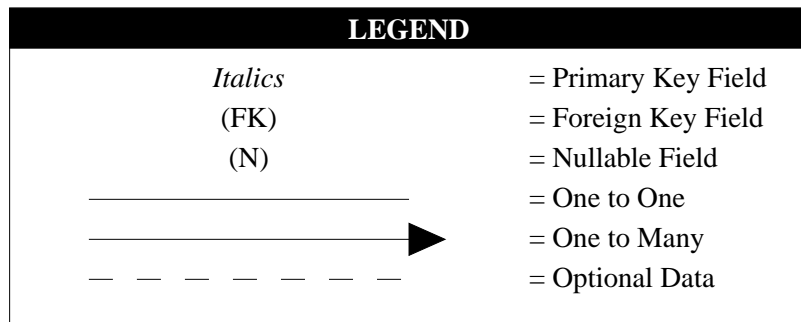 LEGEND
Italics = Primary Key Field
(FK) = Foreign Key Field
(N) = Nullable Field
= One to One
= One to Many
= Optional Data